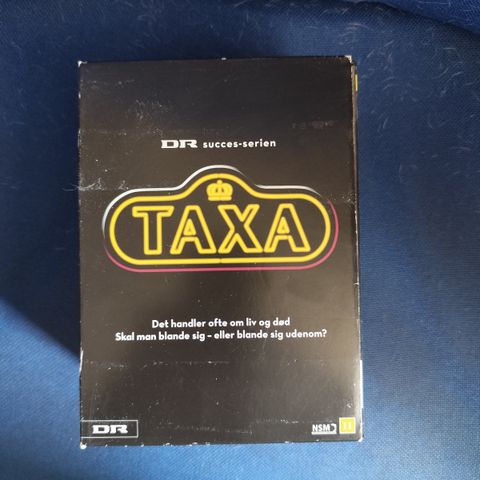 DR succes-serien
TAXA
Det handler ofte om liv og død
Skal man blande sig – eller blande sig udenom?
DR
NSM 11